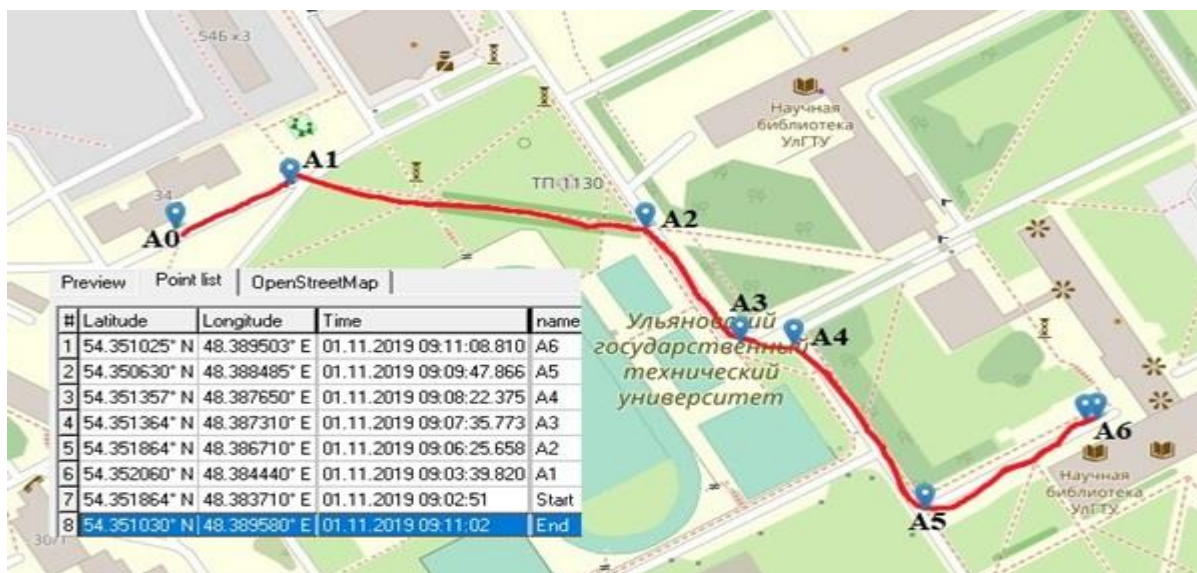 54Б к3
A1
34
A0
ТП 1130
A2
Научная
библиотека
УлГТУ
A3
A4
Ульяновский
государственный
технический
университет
A5
A6
Научная
библиотека
УлГТУ
Preview Point list OpenStreetMap
# Latitude Longitude Time name
1 54.351025° N 48.389503° E 01.11.2019 09:11:08.810 A6
2 54.350630° N 48.388485° E 01.11.2019 09:09:47.866 A5
3 54.351357° N 48.387650° E 01.11.2019 09:08:22.375 A4
4 54.351364° N 48.387310° E 01.11.2019 09:07:35.773 A3
5 54.351864° N 48.386710° E 01.11.2019 09:06:25.658 A2
6 54.352060° N 48.384440° E 01.11.2019 09:03:39.820 A1
7 54.351864° N 48.383710° E 01.11.2019 09:02:51 Start
8 54.351030° N 48.389580° E 01.11.2019 09:11:02 End